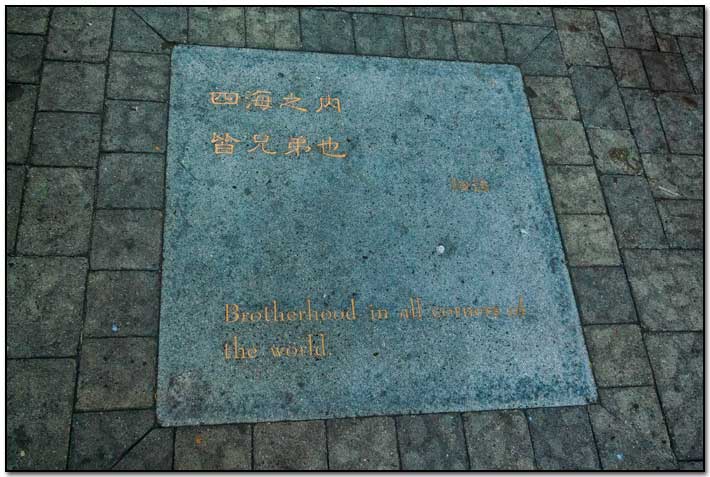 四海之内
皆兄弟也
Brotherhood in all corners of
the world.